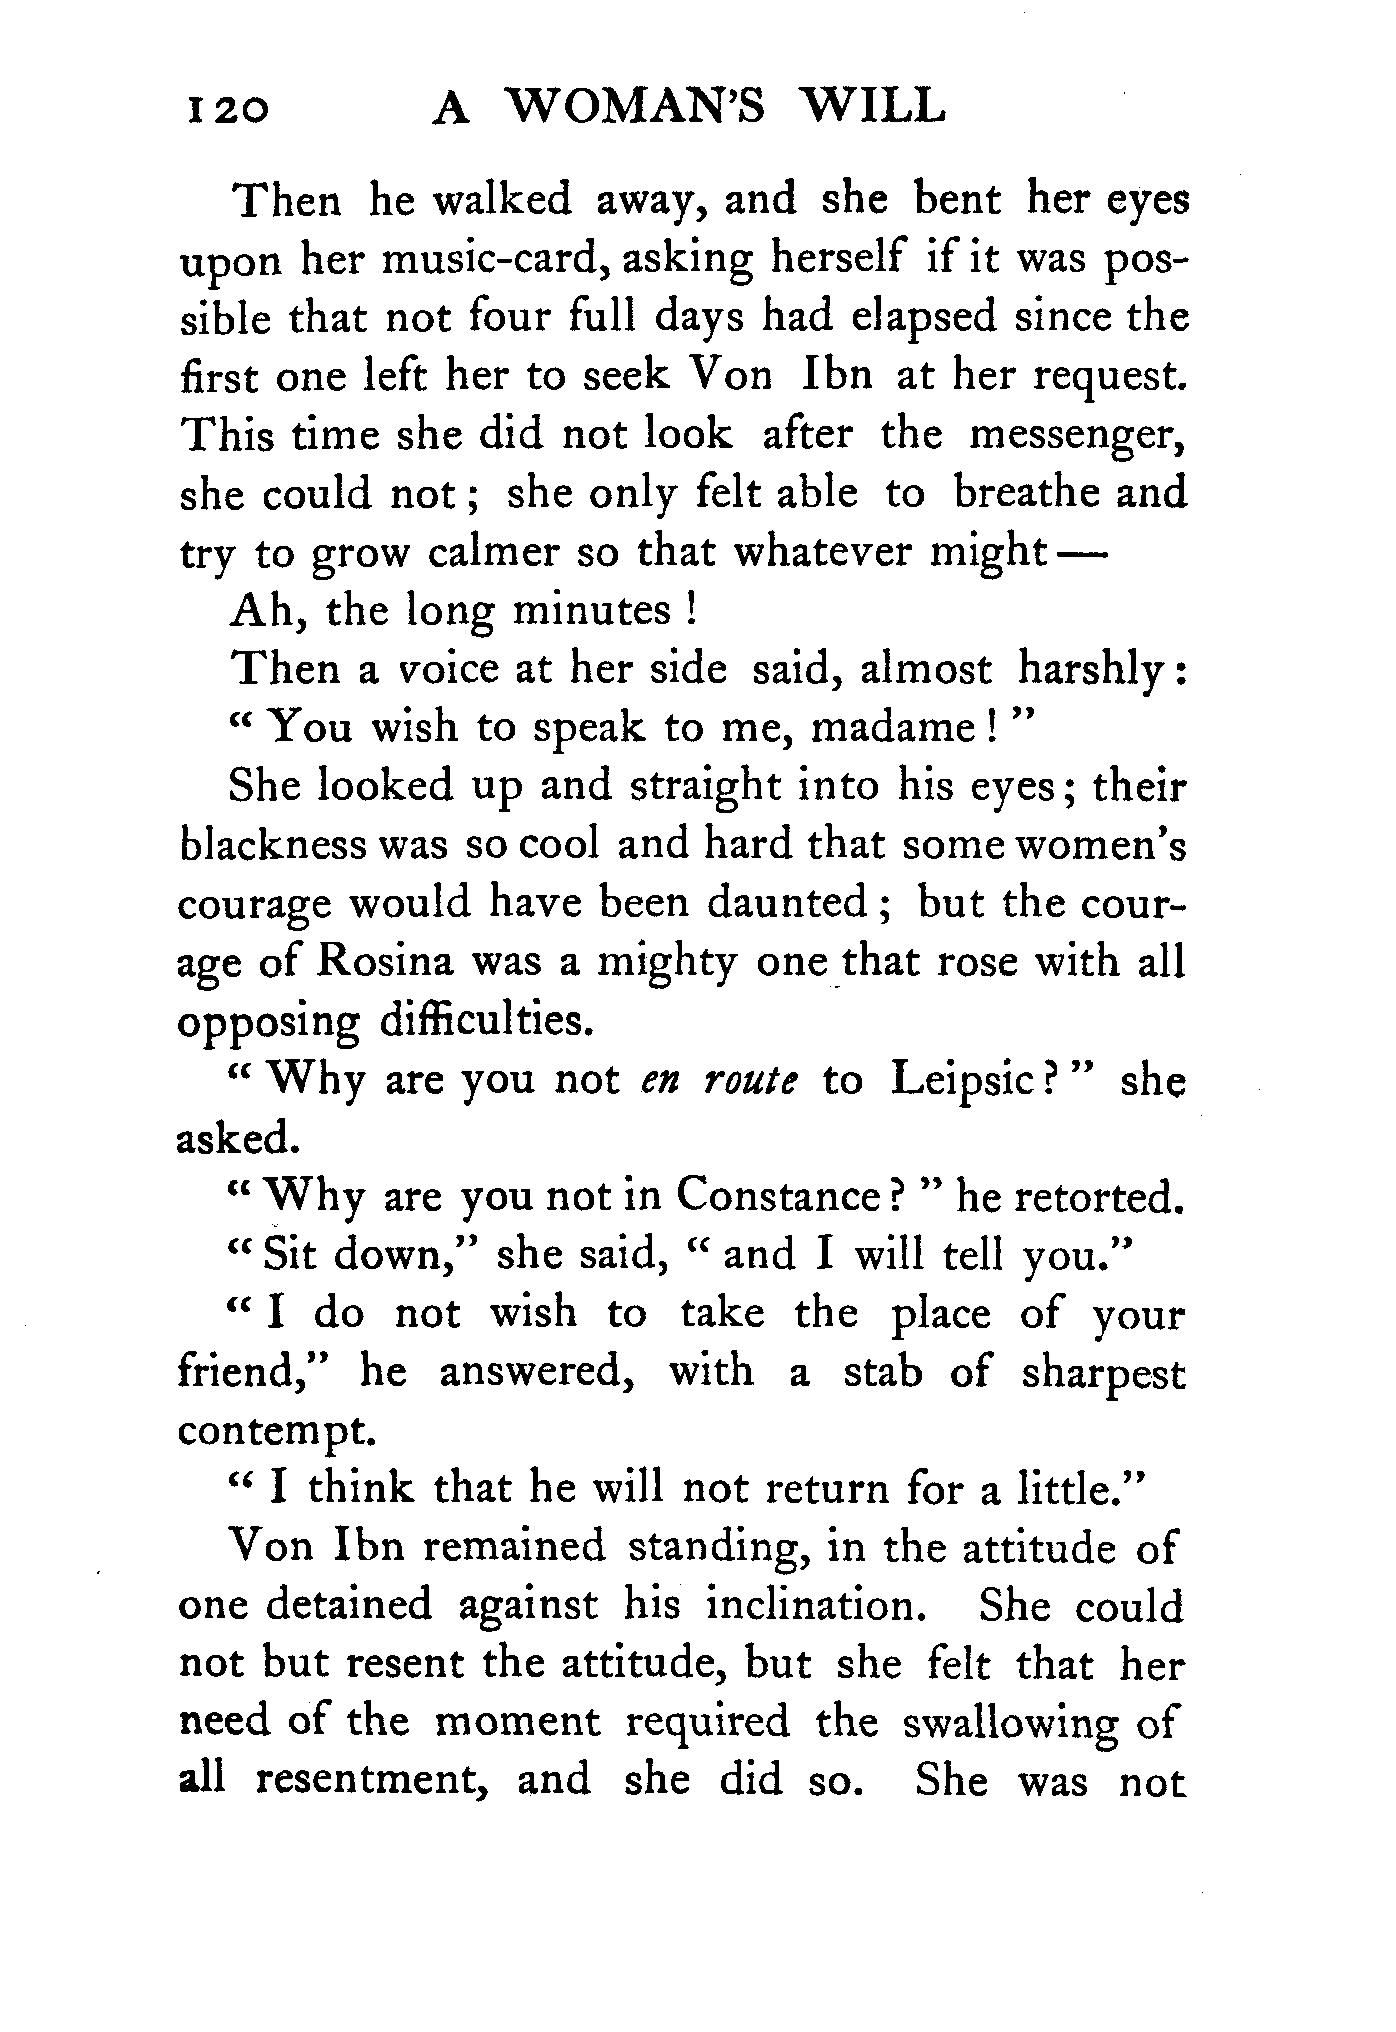 120 A WOMAN'S WILL
Then he walked away, and she bent her eyes
upon her music-card, asking herself if it was pos-
sible that not four full days had elapsed since the
first one left her to seek Von Ibn at her request.
This time she did not look after the messenger,
she could not; she only felt able to breathe and
try to grow calmer so that whatever might—
Ah, the long minutes!
Then a voice at her side said, almost harshly:
“You wish to speak to me, madame!”
She looked up and straight into his eyes; their
blackness was so cool and hard that some women's
courage would have been daunted; but the cour-
age of Rosina was a mighty one that rose with all
opposing difficulties.
“Why are you not en route to Leipsic?” she
asked.
“Why are you not in Constance?” he retorted.
“Sit down,” she said, “and I will tell you.”
“I do not wish to take the place of your
friend,” he answered, with a stab of sharpest
contempt.
“I think that he will not return for a little.”
Von Ibn remained standing, in the attitude of
one detained against his inclination. She could
not but resent the attitude, but she felt that her
need of the moment required the swallowing of
all resentment, and she did so. She was not